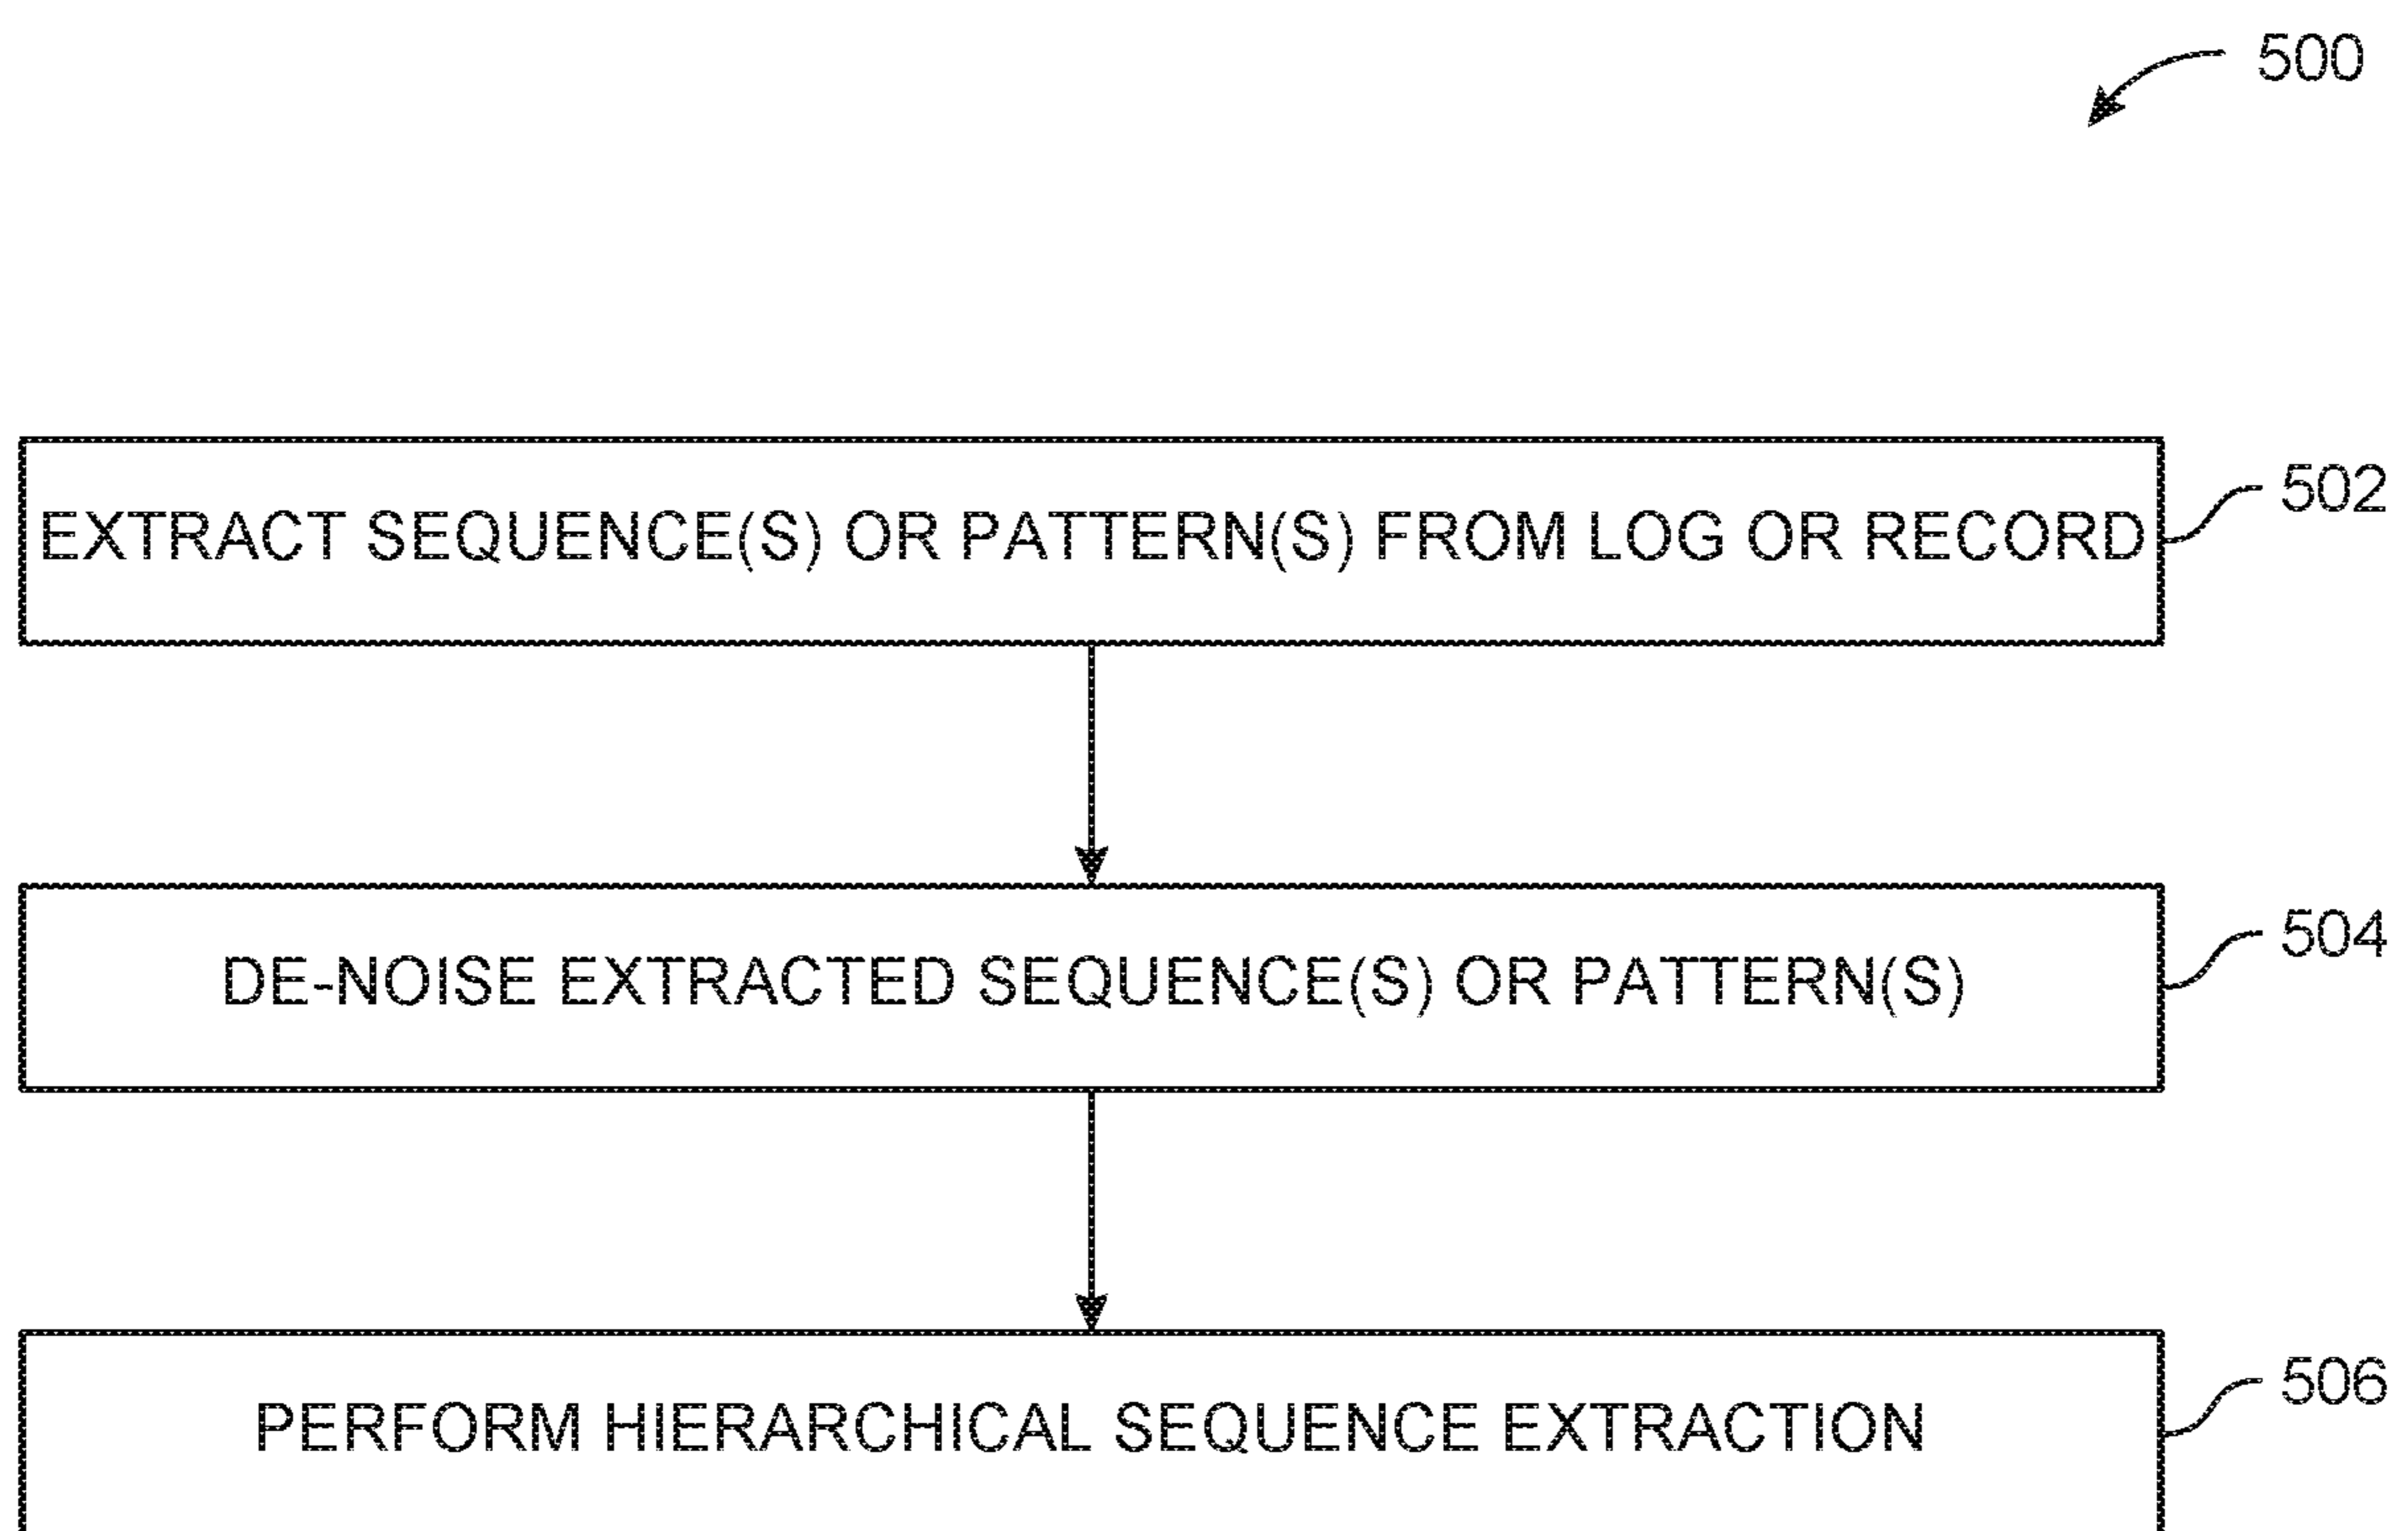 500
EXTRACT SEQUENCE(S) OR PATTERN(S) FROM LOG OR RECORD
502
DE-NOISE EXTRACTED SEQUENCE(S) OR PATTERN(S)
504
PERFORM HIERARCHICAL SEQUENCE EXTRACTION
506